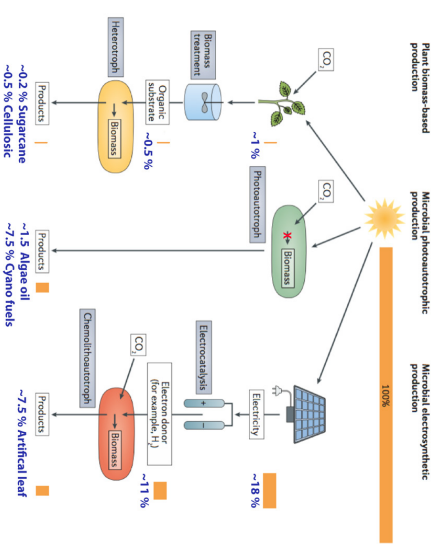 Plant biomass-based
production
Microbial photoautotrophic
production
Microbial electrosynthetic
production
100%
CO2
~1 %
Biomass
treatment
Organic
substrate
~0.5 %
Heterotroph
Biomass
Products
~0.2 % Sugarcane
~0.5 % Cellulosic
CO2
Photoautotroph
*
Biomass
Products
~1.5 Algae oil
~7.5 % Cyano fuels
Electricity
~18 %
Electrocatalysis
+
−
Electron donor
(for example, H2)
~11 %
CO2
Chemolithoautotroph
Biomass
Products
~7.5 % Artifical leaf